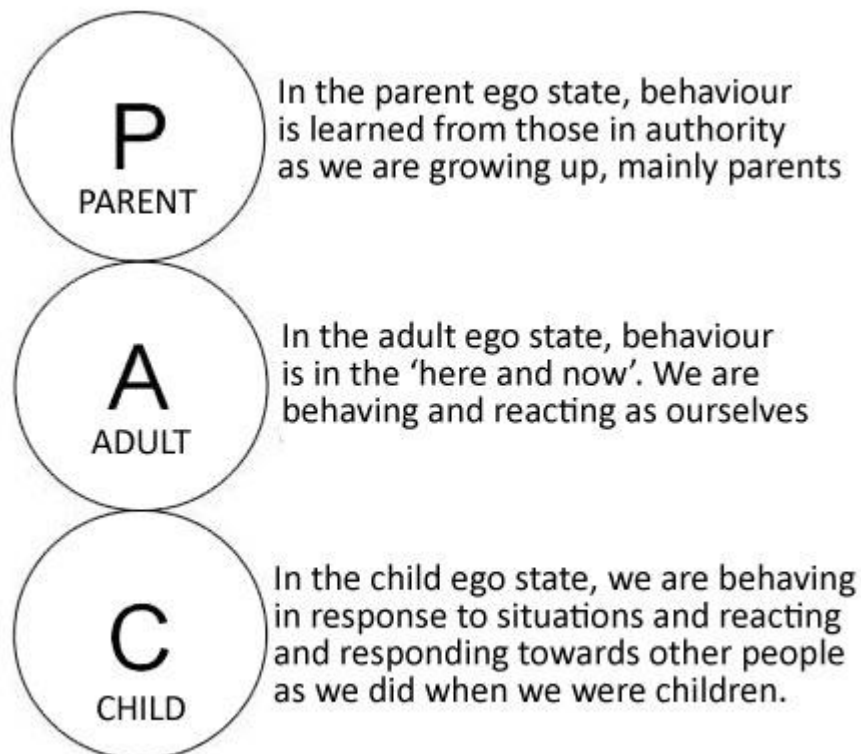 P
PARENT
In the parent ego state, behaviour
is learned from those in authority
as we are growing up, mainly parents
A
ADULT
In the adult ego state, behaviour
is in the ‘here and now’. We are
behaving and reacting as ourselves
C
CHILD
In the child ego state, we are behaving
in response to situations and reacting
and responding towards other people
as we did when we were children.